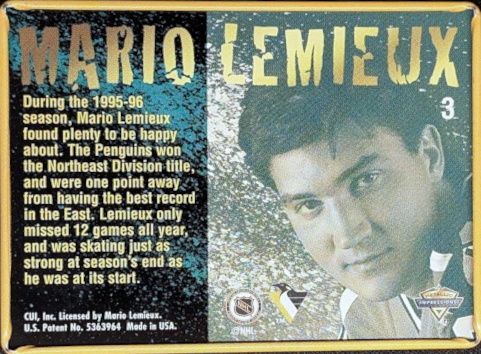 MARIO LEMIEUX
During the 1995-96
season, Mario Lemieux
found plenty to be happy
about. The Penguins won
the Northeast Division title,
and were one point away
from having the best record
in the East. Lemieux only
missed 12 games all year,
and was skating just as
strong at season's end as
he was at its start.
3
CUI, Inc. Licensed by Mario Lemieux.
U.S. Patent No. 5363964 Made in USA.
NHL
© NHL
METALLIC
IMPRESSIONS